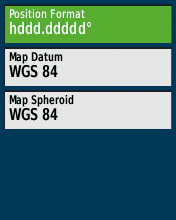 Position Format
hddd.ddddd°
Map Datum
WGS 84
Map Spheroid
WGS 84